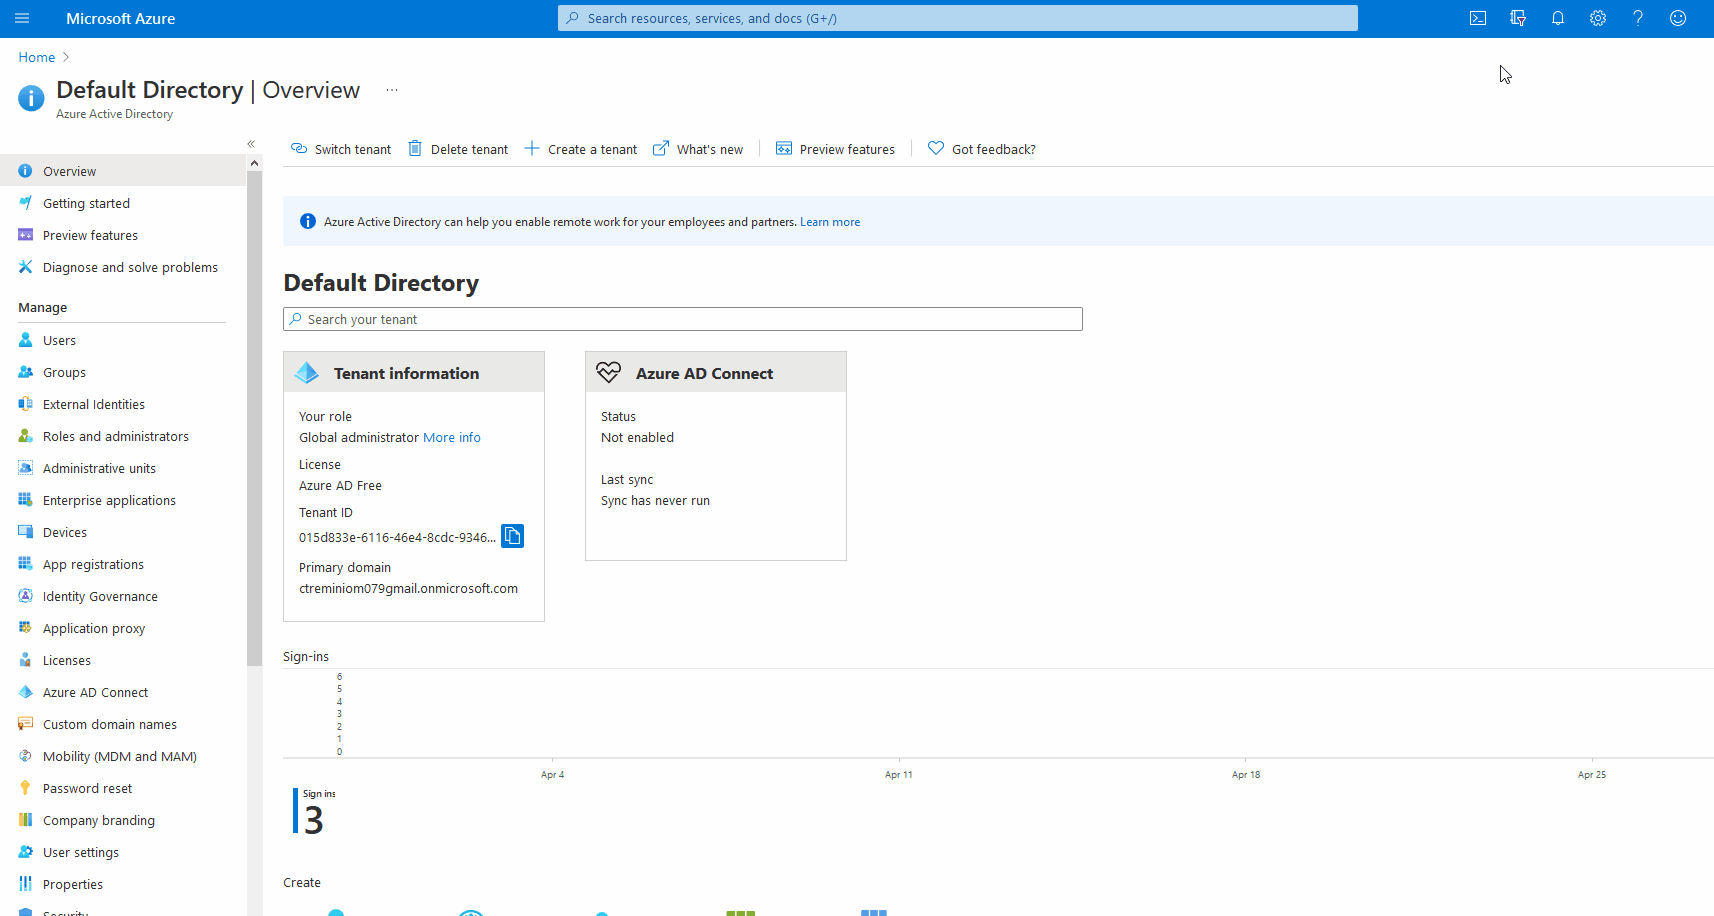 Microsoft Azure
Search resources, services, and docs (G+/)
Home
Default Directory | Overview ...
Azure Active Directory
Overview
Getting started
Preview features
Diagnose and solve problems
Manage
Users
Groups
External Identities
Roles and administrators
Administrative units
Enterprise applications
Devices
App registrations
Identity Governance
Application proxy
Licenses
Azure AD Connect
Custom domain names
Mobility (MDM and MAM)
Password reset
Company branding
User settings
Properties
Security
Switch tenant
Delete tenant
Create a tenant
What's new
Preview features
Got feedback?
Azure Active Directory can help you enable remote work for your employees and partners. Learn more
Default Directory
Search your tenant
Tenant information
Your role
Global administrator More info
License
Azure AD Free
Tenant ID
015d833e-6116-46e4-8cdc-9346...
Primary domain
ctreminiom079gmail.onmicrosoft.com
Azure AD Connect
Status
Not enabled
Last sync
Sync has never run
Sign-ins
6
5
4
3
2
1
0
Apr 4
Apr 11
Apr 18
Apr 25
Sign ins
3
Create